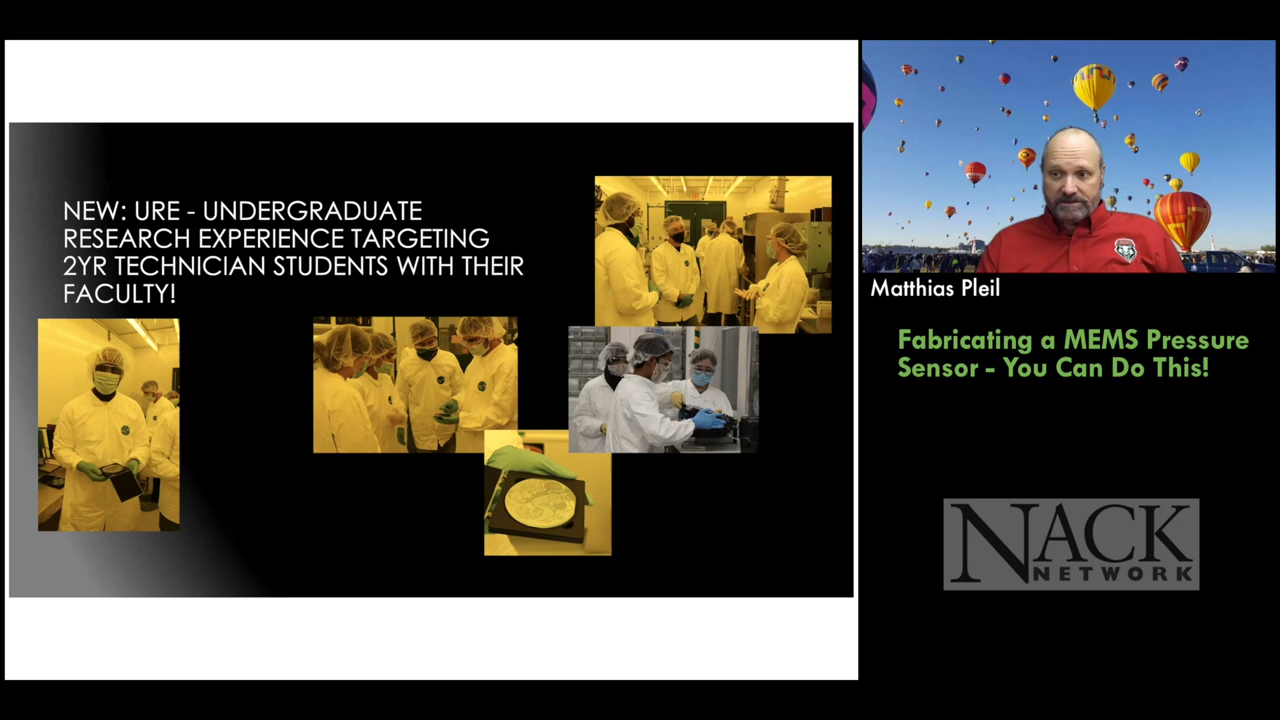 NEW: URE - UNDERGRADUATE
RESEARCH EXPERIENCE TARGETING
2YR TECHNICIAN STUDENTS WITH THEIR
FACULTY!
Matthias Pleil
Fabricating a MEMS Pressure
Sensor - You Can Do This!
NACK
NETWORK